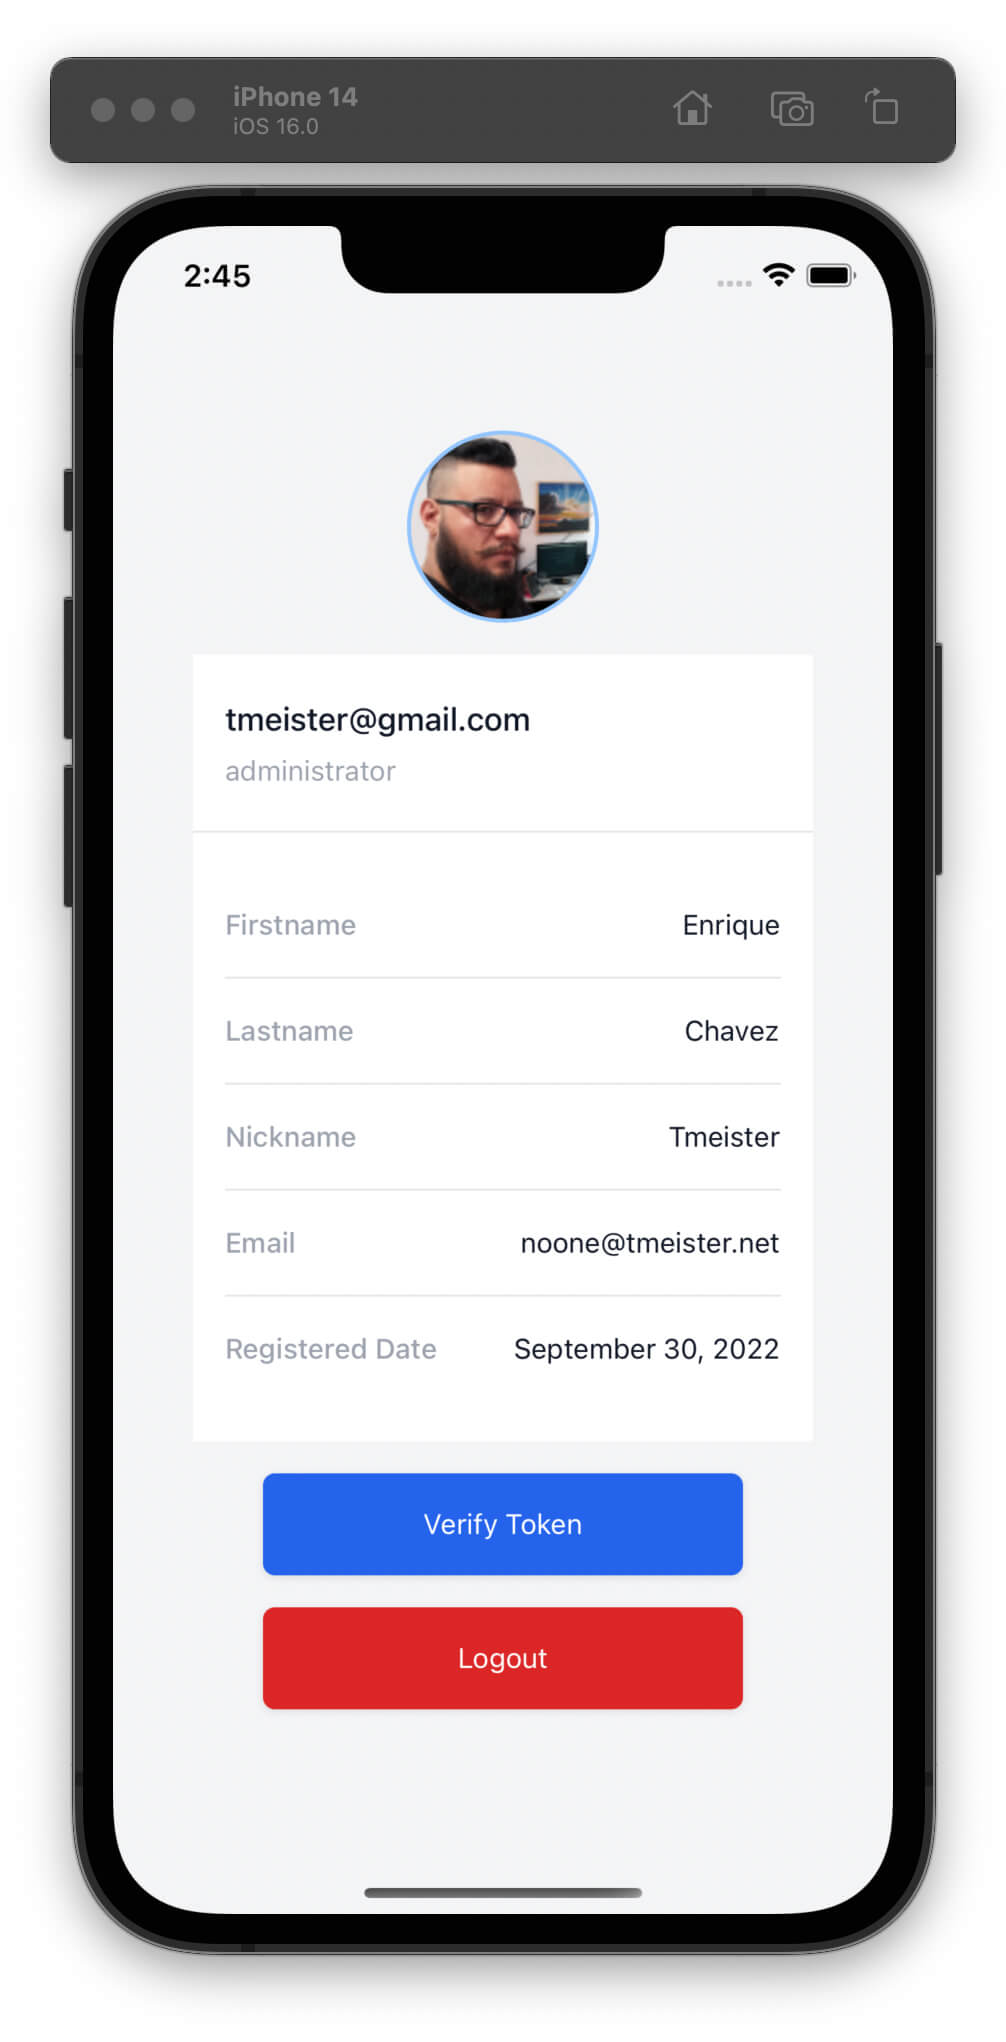 iPhone 14
iOS 16.0
2:45
tmeister@gmail.com
administrator
Firstname Enrique
Lastname Chavez
Nickname Tmeister
Email noone@tmeister.net
Registered Date September 30, 2022
Verify Token
Logout